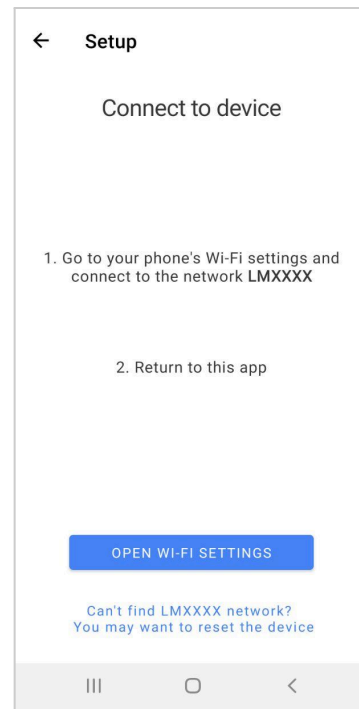 Setup
Connect to device
1. Go to your phone's Wi-Fi settings and
connect to the network LMXXXX
2. Return to this app
OPEN WI-FI SETTINGS
Can't find LMXXXX network?
You may want to reset the device